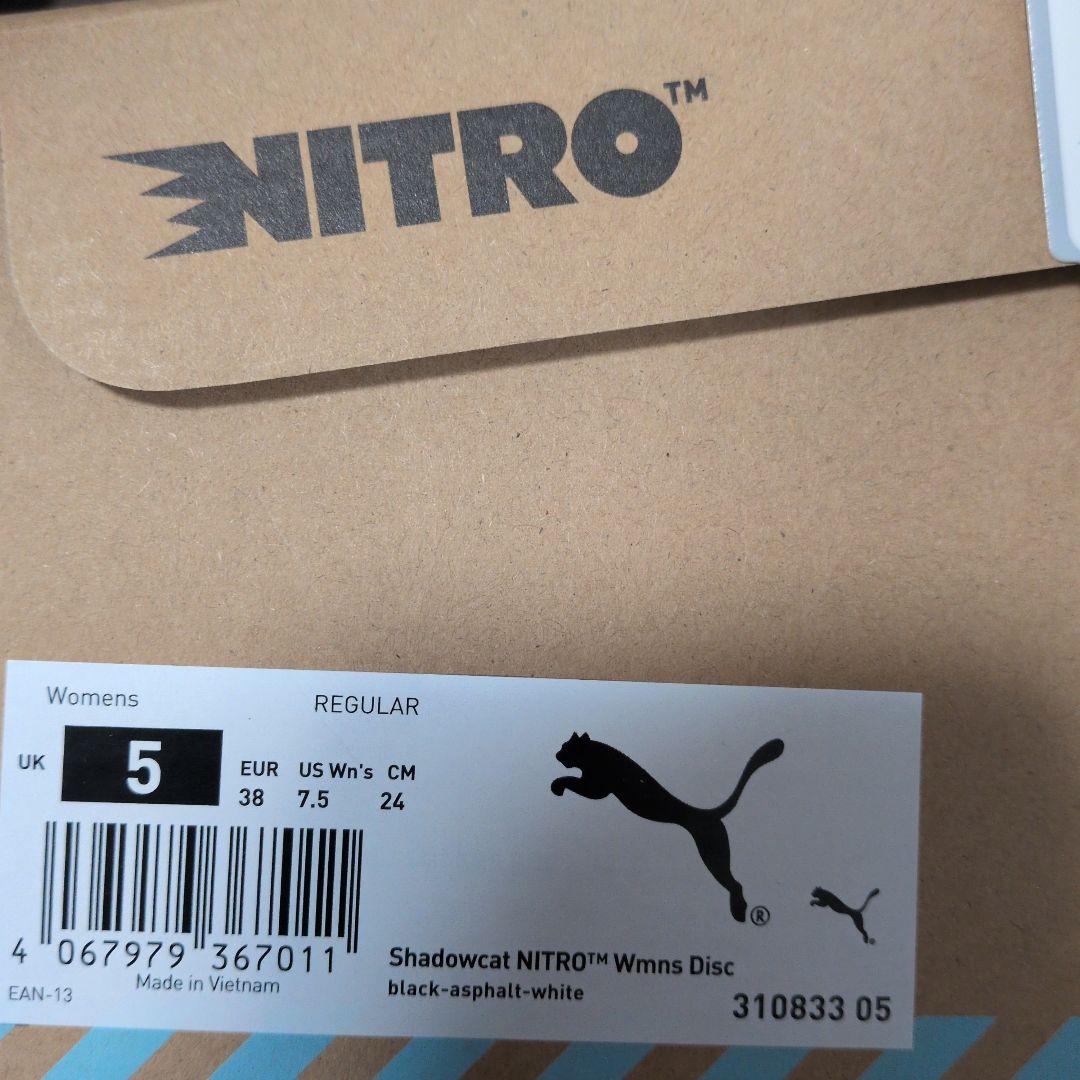 NITRO™
Womens REGULAR
UK 5 EUR US Wn's CM
38 7.5 24
4 067979 367011
EAN-13 Made in Vietnam
®
Shadowcat NITRO™ Wmns Disc
black-asphalt-white
310833 05